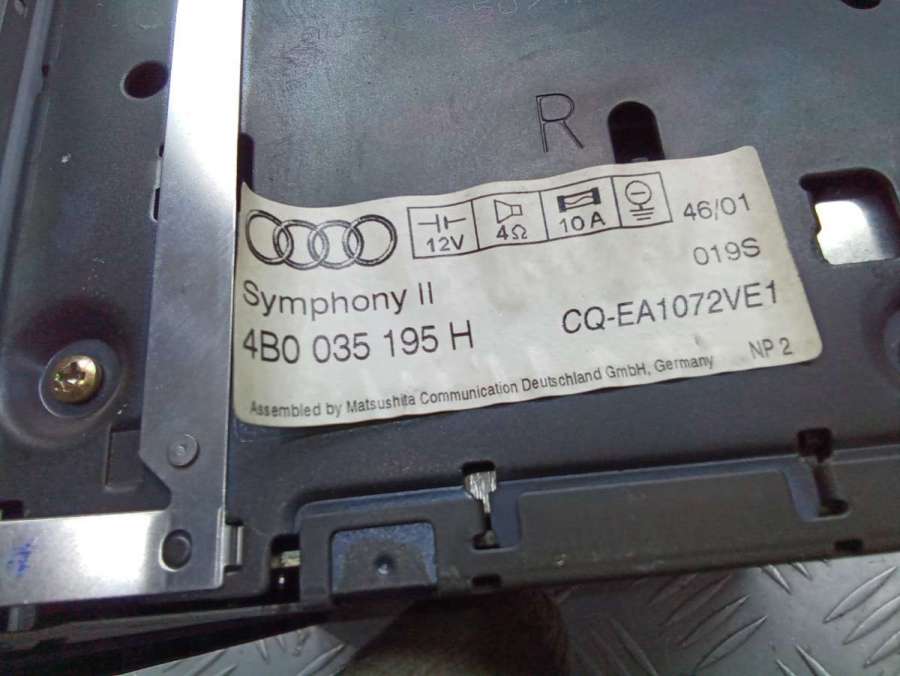 R
12V 4Ω 10A
46/01
019S
Symphony II
4B0 035 195 H
CQ-EA1072VE1
NP 2
Assembled by Matsushita Communication Deutschland GmbH, Germany